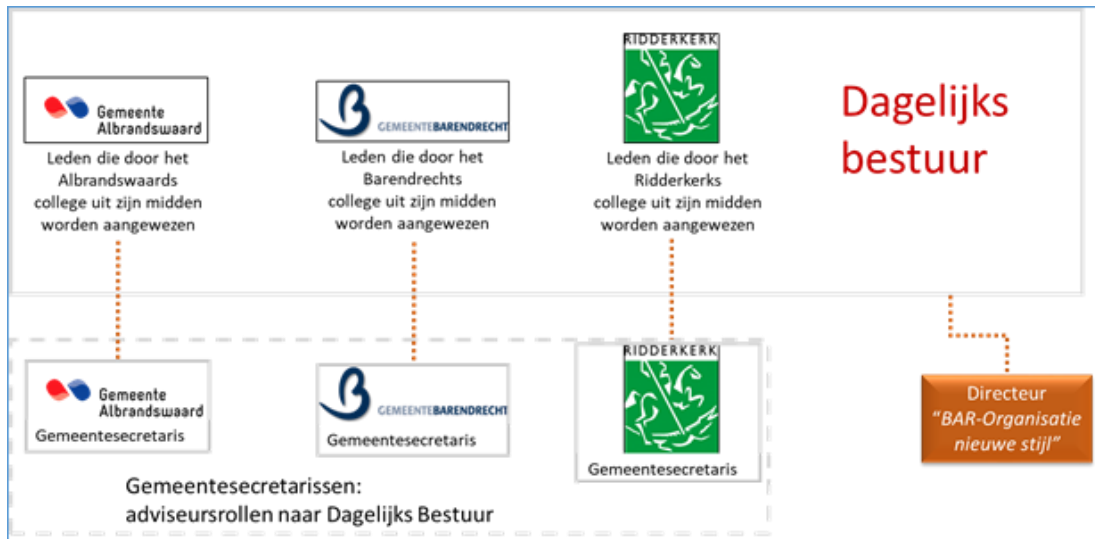 Gemeente
Albrandswaard
Leden die door het
Albrandswaards
college uit zijn midden
worden aangewezen
GEMEENTEBARENDRECHT
Leden die door het
Barendrechts
college uit zijn midden
worden aangewezen
RIDDERKERK
Leden die door het
Ridderkerks
college uit zijn midden
worden aangewezen
Dagelijks
bestuur
Gemeente
Albrandswaard
Gemeentesecretaris
GEMEENTEBARENDRECHT
Gemeentesecretaris
RIDDERKERK
Gemeentesecretaris
Directeur
“BAR-Organisatie
nieuwe stijl”
Gemeentesecretarissen:
adviseursrollen naar Dagelijks Bestuur